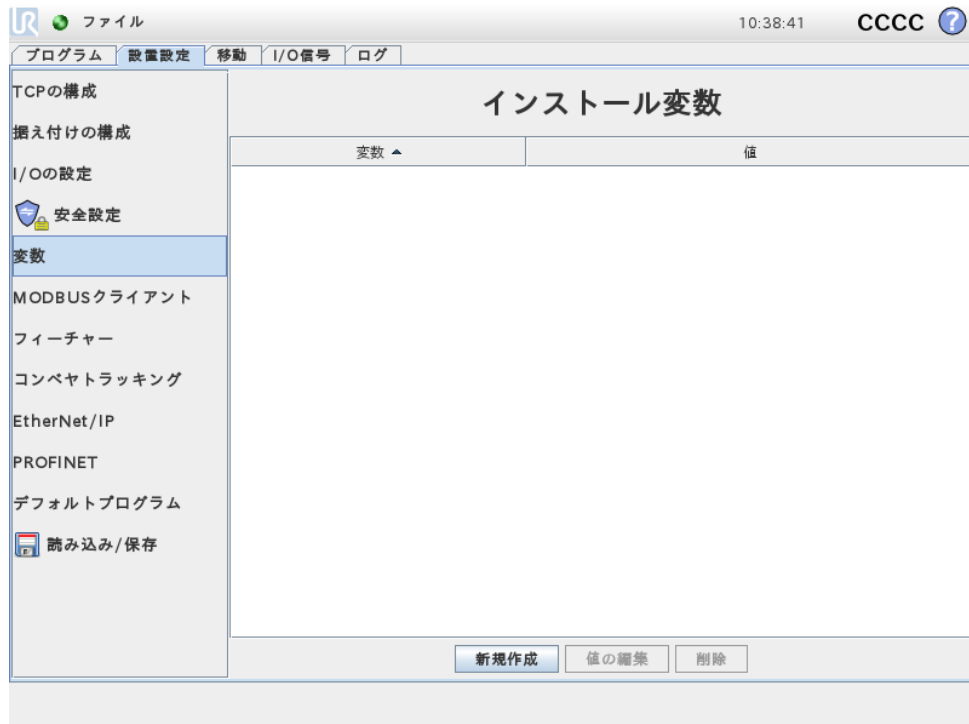 UR ファイル 10:38:41 CCCC ?
プログラム 設置設定 移動 I/O信号 ログ
TCPの構成
据え付けの構成
I/Oの設定
安全設定
変数
MODBUSクライアント
フィーチャー
コンベヤトラッキング
EtherNet/IP
PROFINET
デフォルトプログラム
読み込み/保存
インストール変数
変数 値
新規作成 値の編集 削除